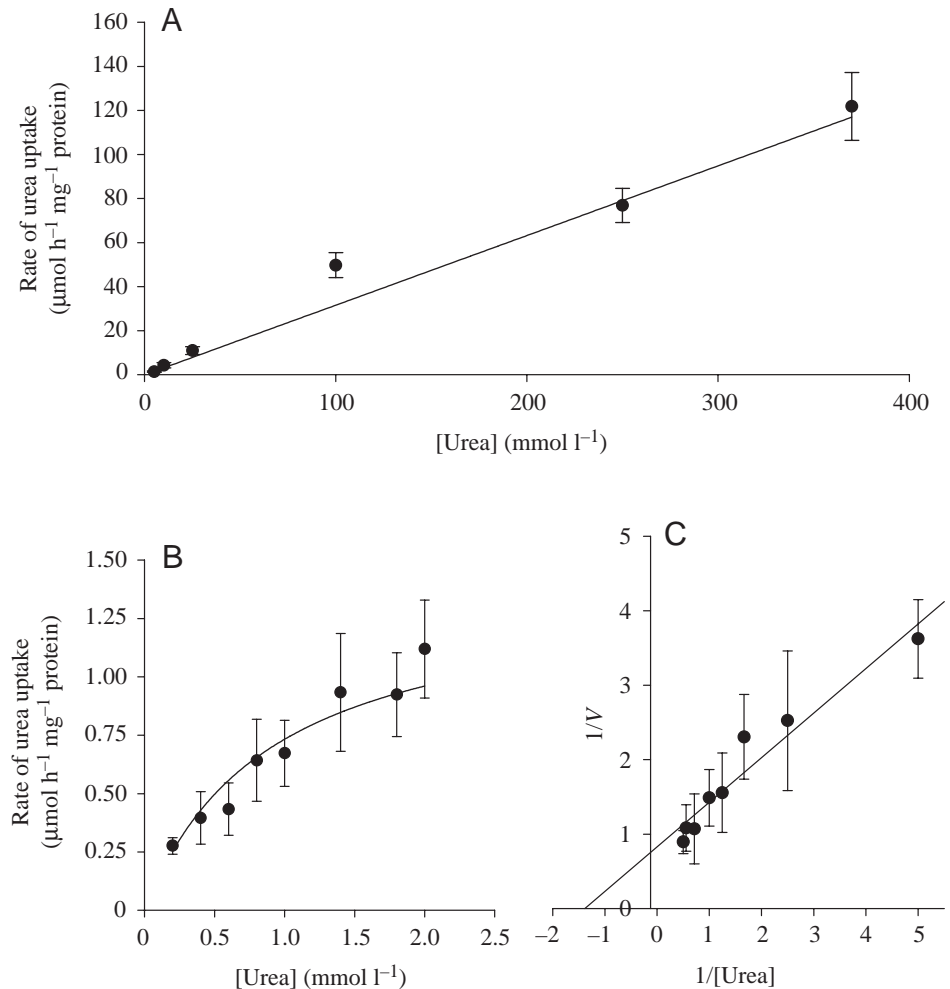 A
160
140
120
100
80
60
40
20
0
Rate of urea uptake
(µmol h⁻¹ mg⁻¹ protein)
0 100 200 300 400
[Urea] (mmol l⁻¹)
B
1.50
1.25
1.00
0.75
0.50
0.25
0
Rate of urea uptake
(µmol h⁻¹ mg⁻¹ protein)
0 0.5 1.0 1.5 2.0 2.5
[Urea] (mmol l⁻¹)
C
5
4
3
2
1
0
1/V
−2 −1 0 1 2 3 4 5
1/[Urea]